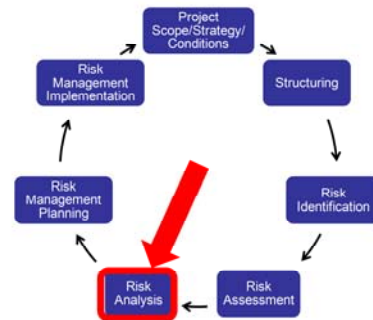 Project
Scope/Strategy/
Conditions
Structuring
Risk
Identification
Risk
Assessment
Risk
Analysis
Risk
Management
Planning
Risk
Management
Implementation